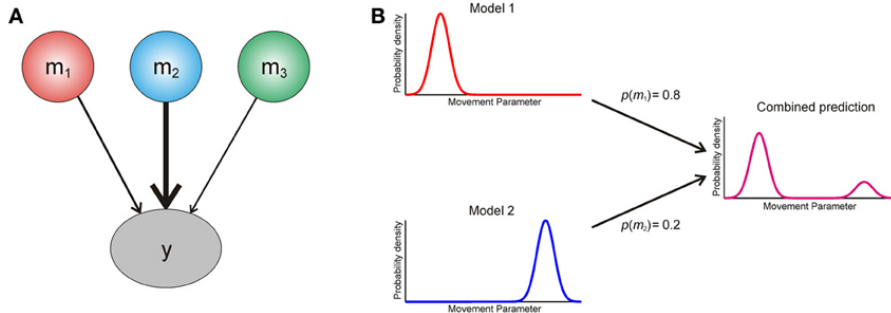 A
m1
m2
m3
y
B
Model 1
Probability density
Movement Parameter
p(m1)= 0.8
Model 2
Probability density
Movement Parameter
p(m2)= 0.2
Combined prediction
Probability density
Movement Parameter